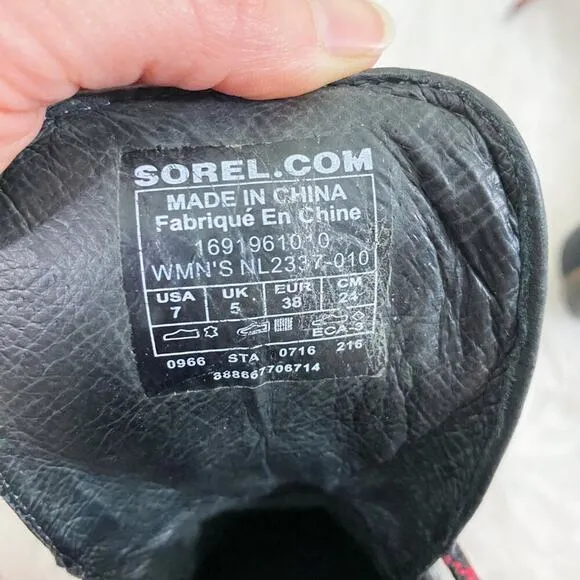 SOREL.COM
MADE IN CHINA
Fabriqué En Chine
1691961010
WMN'S NL2337-010
USA UK EUR CM
7 5 38 24
ECA-3
0966 STA 0716 216
888667706714